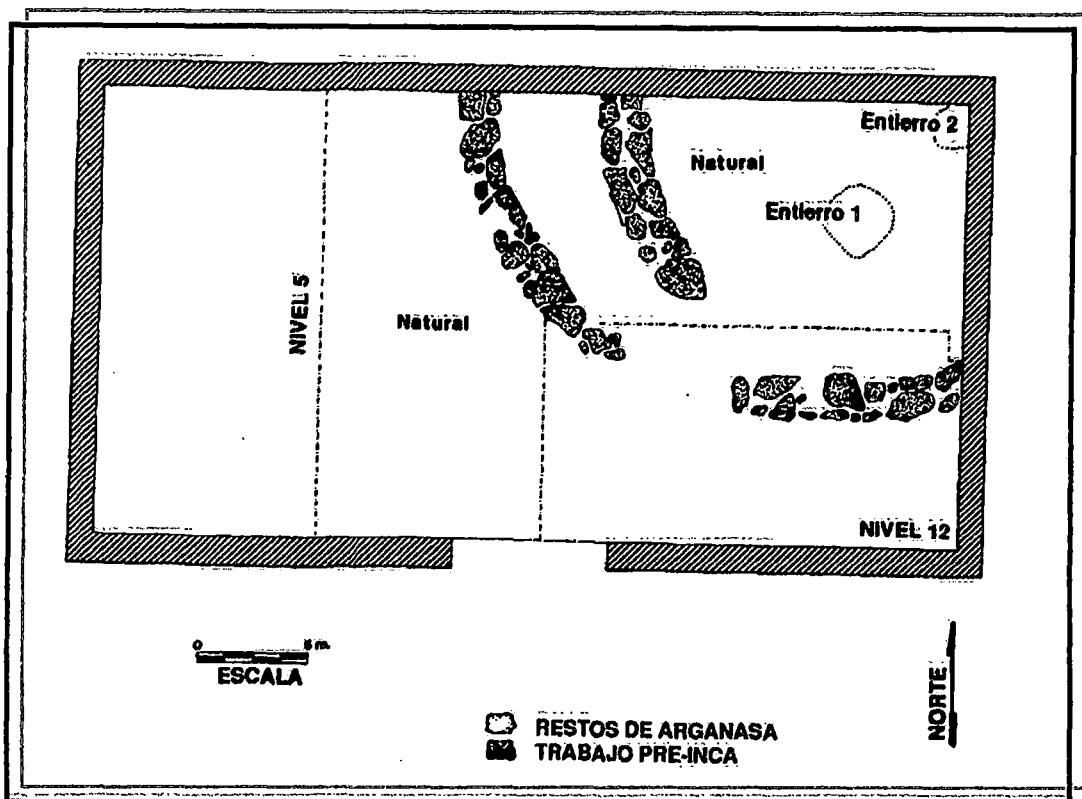 Entierro 2
Natural
Entierro 1
NIVEL 5
Natural
NIVEL 12
0 5 m.
ESCALA
NORTE
RESTOS DE ARGANASA
TRABAJO PRE-INCA